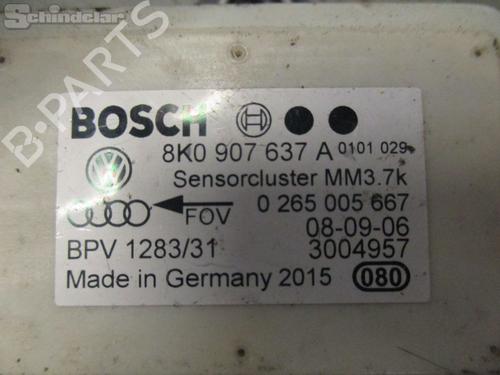 Schindelar
B-PARTS
BOSCH
8K0 907 637 A 0101 029
Sensorcluster MM3.7k
FOV 0 265 005 667
08-09-06
BPV 1283/31 3004957
Made in Germany 2015 080